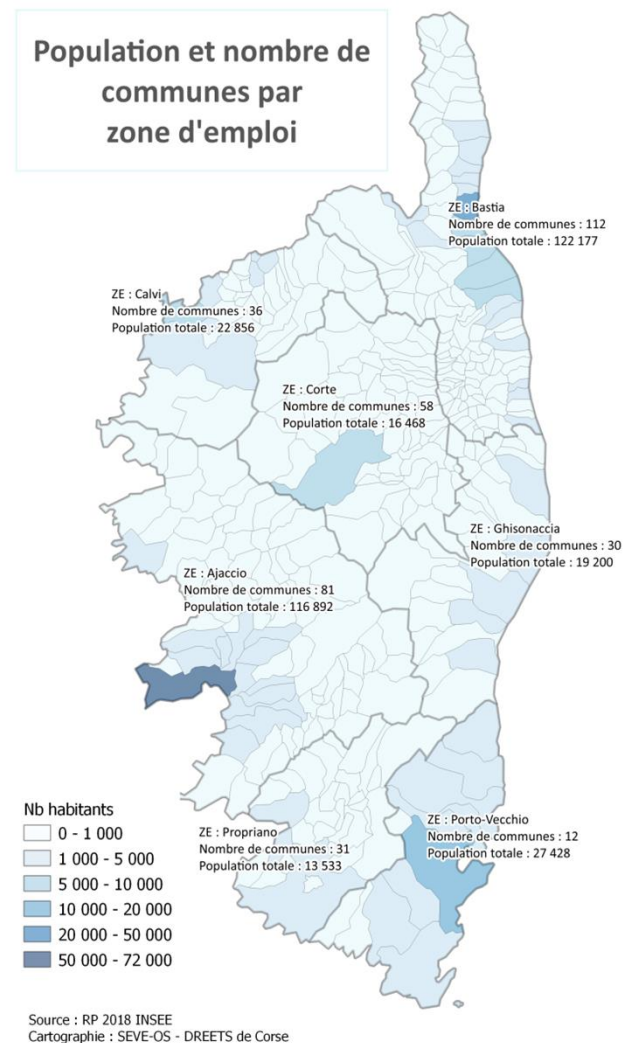 Population et nombre de
communes par
zone d'emploi
ZE : Bastia
Nombre de communes : 112
Population totale : 122 177
ZE : Calvi
Nombre de communes : 36
Population totale : 22 856
ZE : Corte
Nombre de communes : 58
Population totale : 16 468
ZE : Ghisonaccia
Nombre de communes : 30
Population totale : 19 200
ZE : Ajaccio
Nombre de communes : 81
Population totale : 116 892
ZE : Porto-Vecchio
Nombre de communes : 12
Population totale : 27 428
ZE : Propriano
Nombre de communes : 31
Population totale : 13 533
Nb habitants
0 - 1 000
1 000 - 5 000
5 000 - 10 000
10 000 - 20 000
20 000 - 50 000
50 000 - 72 000
Source : RP 2018 INSEE
Cartographie : SEVE-OS - DREETS de Corse